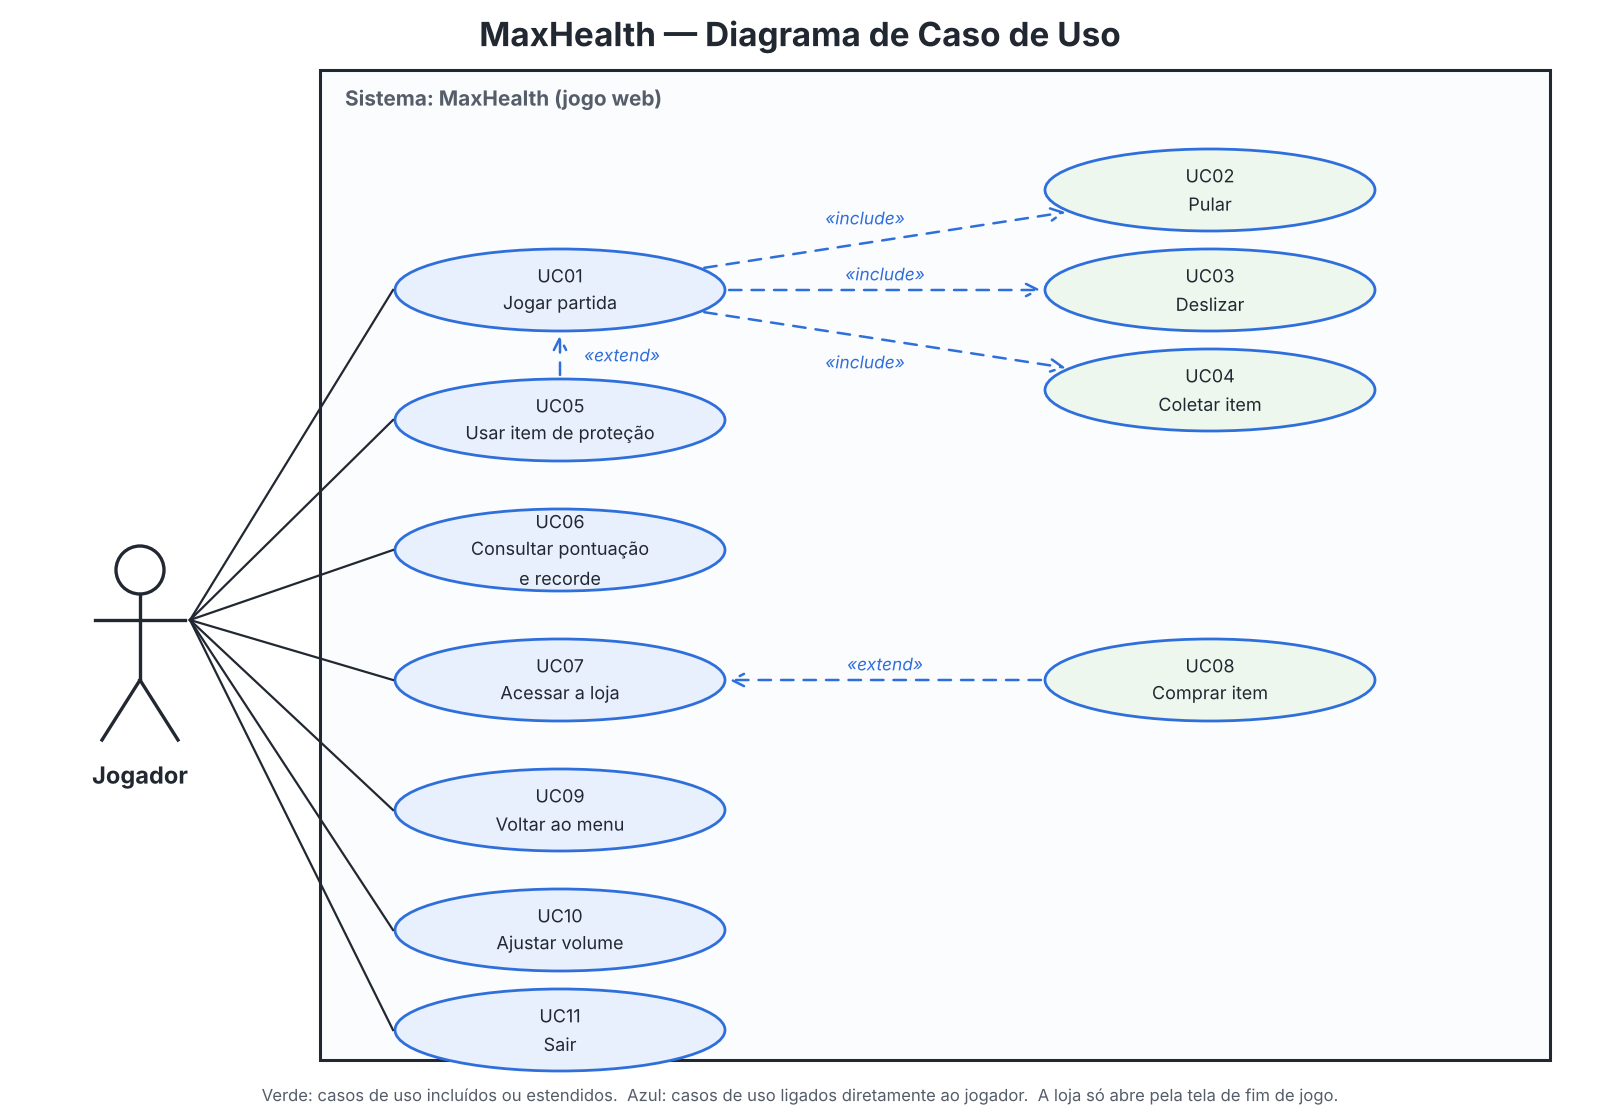 MaxHealth — Diagrama de Caso de Uso
Sistema: MaxHealth (jogo web)
UC02
Pular
«include»
UC01
Jogar partida
«include»
UC03
Deslizar
«extend»
«include»
UC04
Coletar item
UC05
Usar item de proteção
UC06
Consultar pontuação
e recorde
UC07
Acessar a loja
«extend»
UC08
Comprar item
Jogador
UC09
Voltar ao menu
UC10
Ajustar volume
UC11
Sair
Verde: casos de uso incluídos ou estendidos.  Azul: casos de uso ligados diretamente ao jogador.  A loja só abre pela tela de fim de jogo.